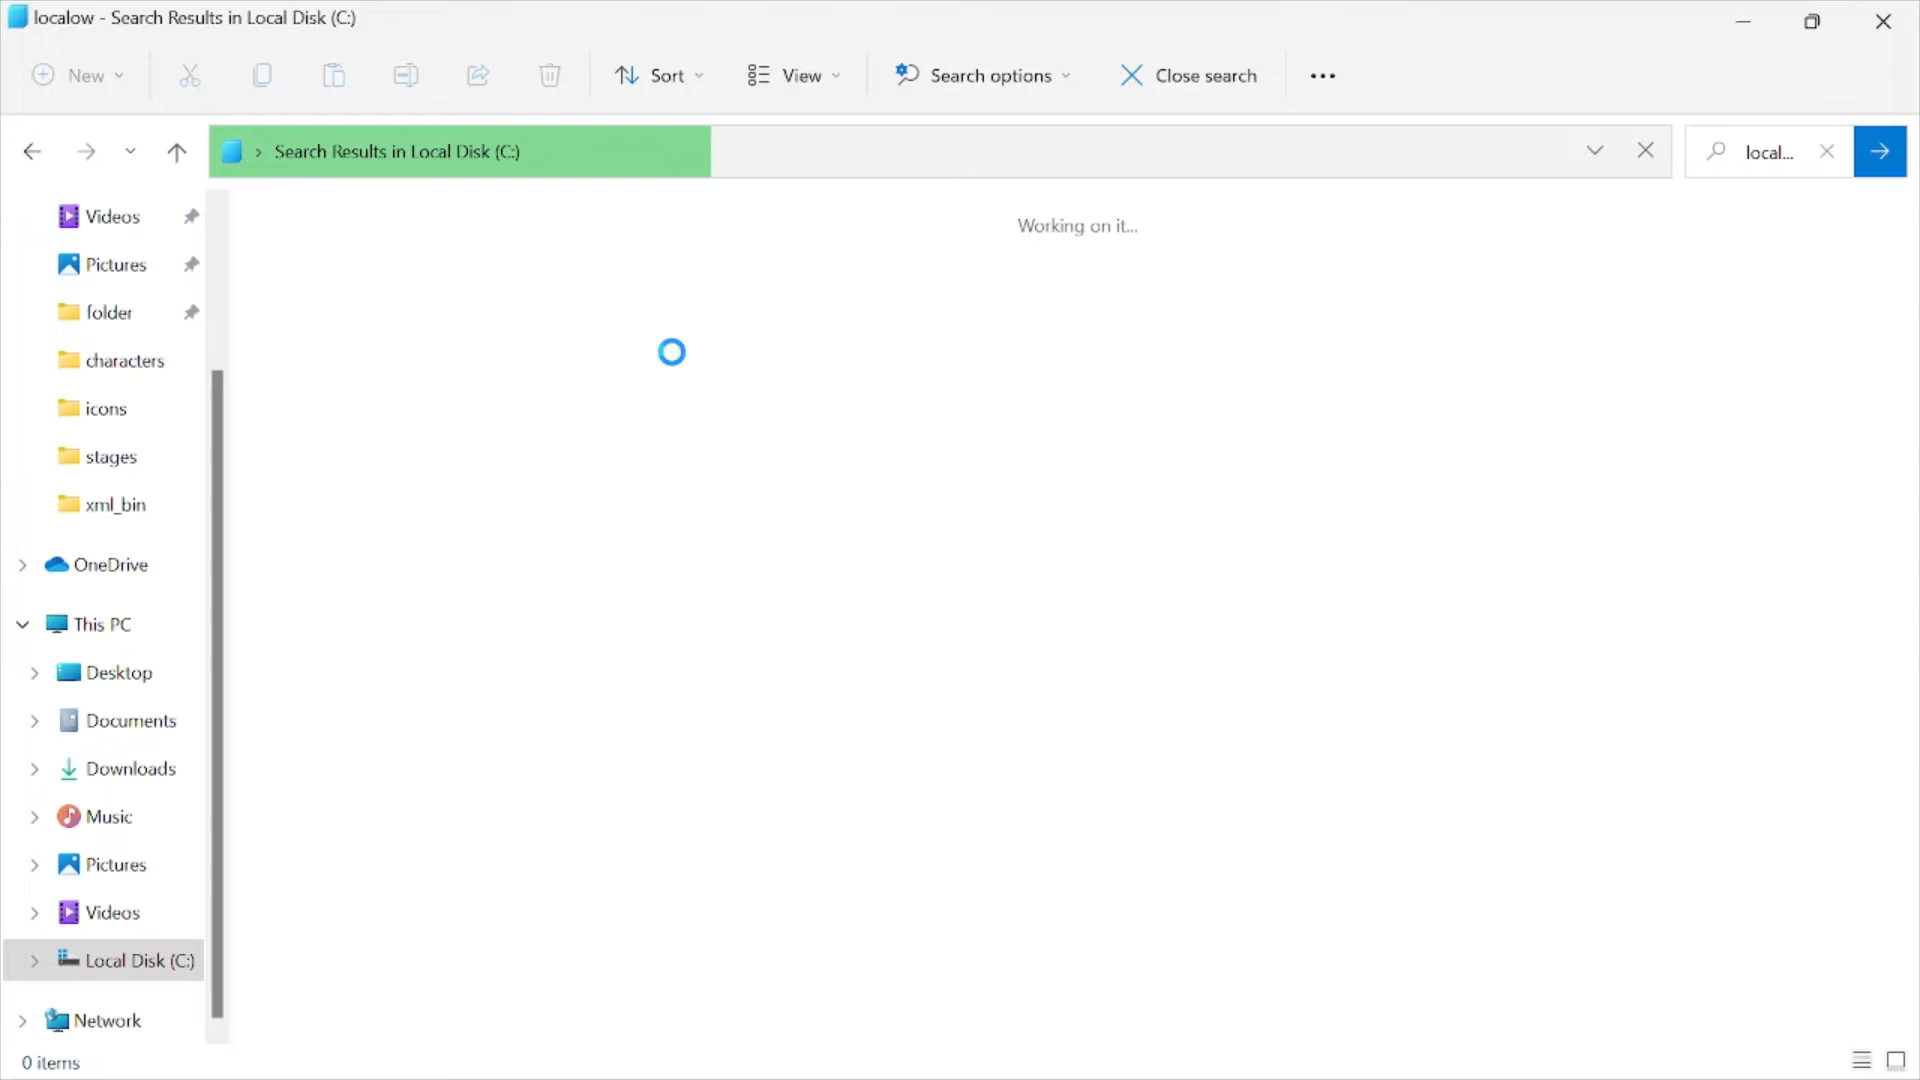 localow - Search Results in Local Disk (C:)
New
Sort
View
Search options
Close search
Search Results in Local Disk (C:)
local...
Working on it...
Videos
Pictures
folder
characters
icons
stages
xml_bin
OneDrive
This PC
Desktop
Documents
Downloads
Music
Pictures
Videos
Local Disk (C:)
Network
0 items